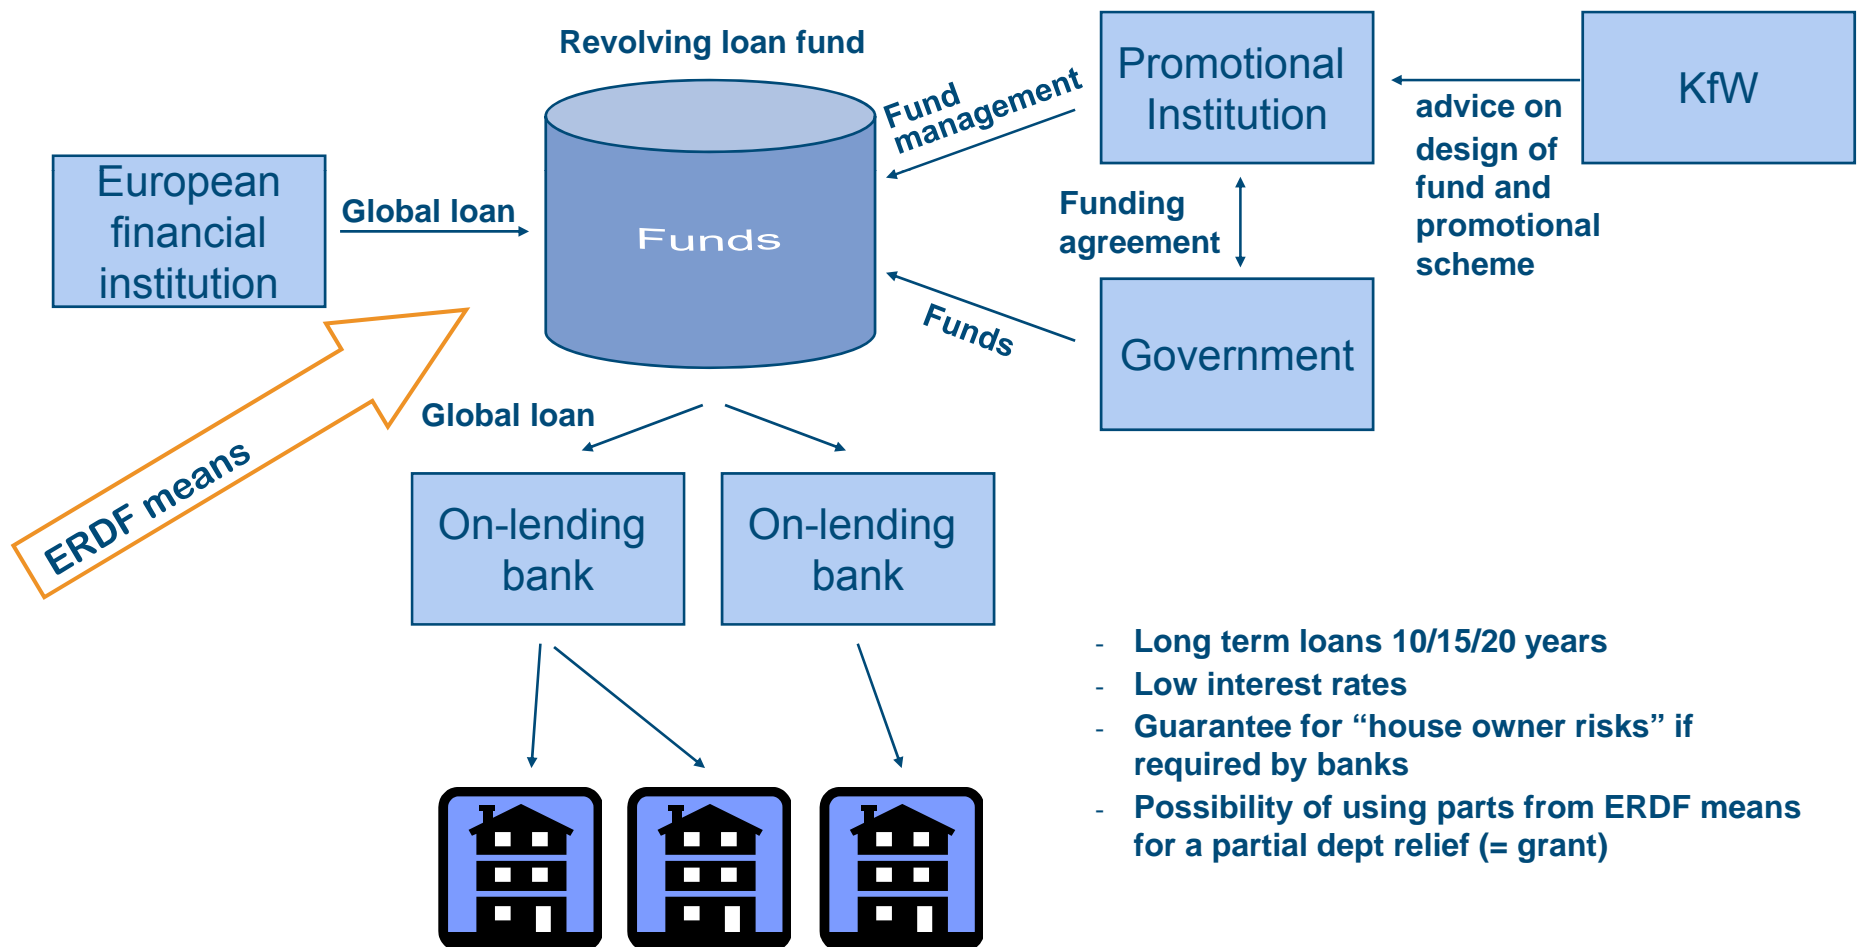 Revolving loan fund
European
financial
institution
Global loan
Funds
Fund
management
Promotional
Institution
advice on
design of
fund and
promotional
scheme
KfW
Funding
agreement
Funds
Government
ERDF means
Global loan
On-lending
bank
On-lending
bank
- Long term loans 10/15/20 years
- Low interest rates
- Guarantee for “house owner risks” if
required by banks
- Possibility of using parts from ERDF means
for a partial dept relief (= grant)